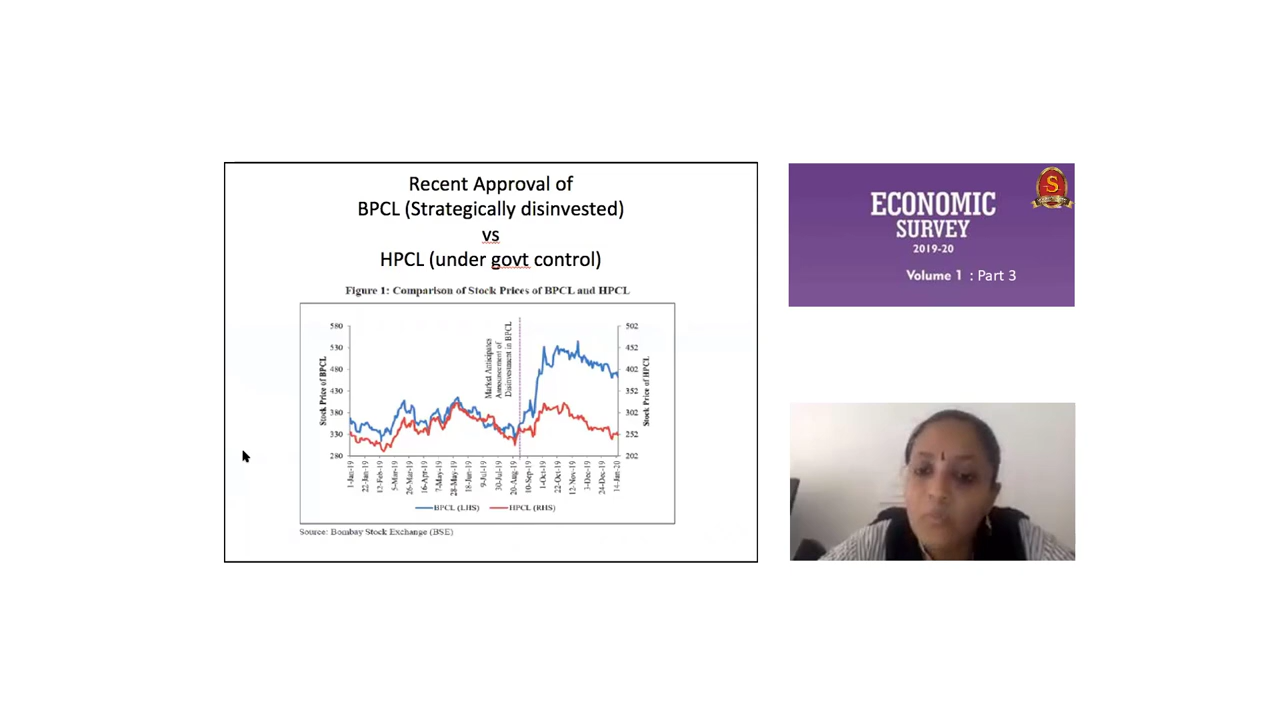 Recent Approval of
BPCL (Strategically disinvested)
vs
HPCL (under govt control)
Figure 1: Comparison of Stock Prices of BPCL and HPCL
580
530
480
430
380
330
280
Stock Price of BPCL
Market Anticipates
Announcement of
Disinvestment in BPCL
502
452
402
352
302
252
202
Stock Price of HPCL
1-Jan-19
22-Jan-19
12-Feb-19
5-Mar-19
26-Mar-19
16-Apr-19
7-May-19
28-May-19
18-Jun-19
9-Jul-19
30-Jul-19
20-Aug-19
10-Sep-19
1-Oct-19
22-Oct-19
12-Nov-19
3-Dec-19
24-Dec-19
14-Jan-20
BPCL (LHS)
HPCL (RHS)
Source: Bombay Stock Exchange (BSE)
S
ECONOMIC
SURVEY
2019-20
Volume 1 : Part 3